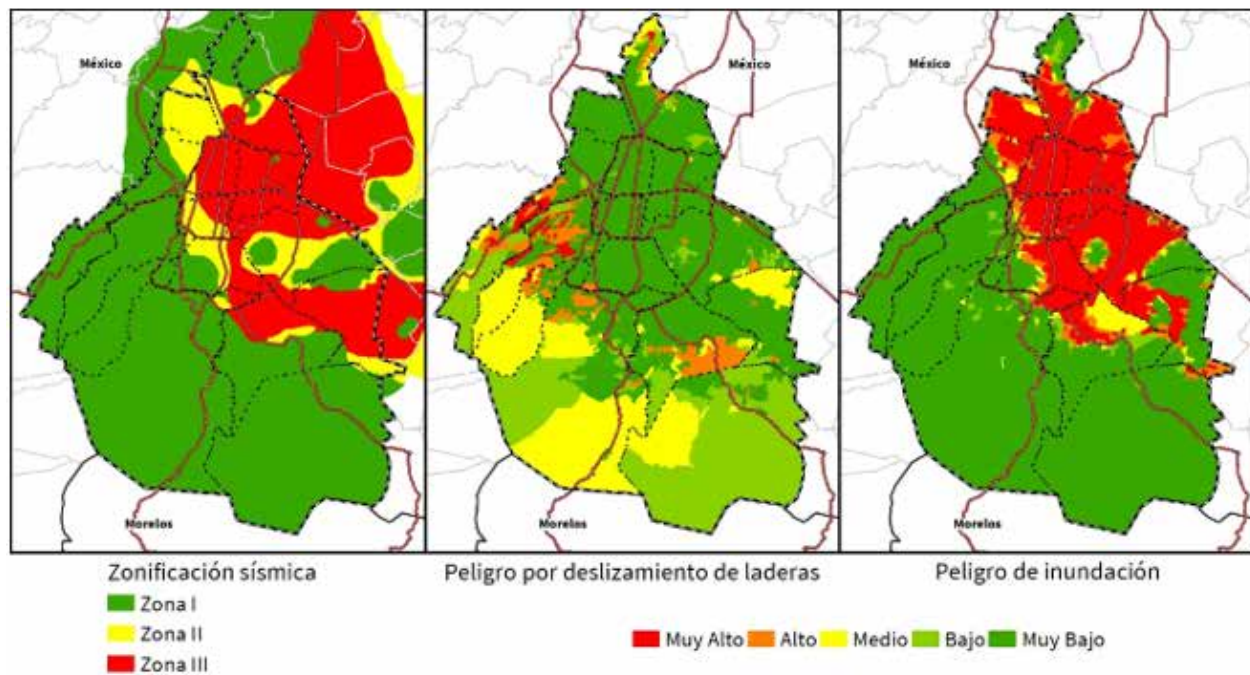 México
México
México
Morelos
Morelos
Morelos
Zonificación sísmica
Peligro por deslizamiento de laderas
Peligro de inundación
Zona I
Zona II
Zona III
Muy Alto
Alto
Medio
Bajo
Muy Bajo